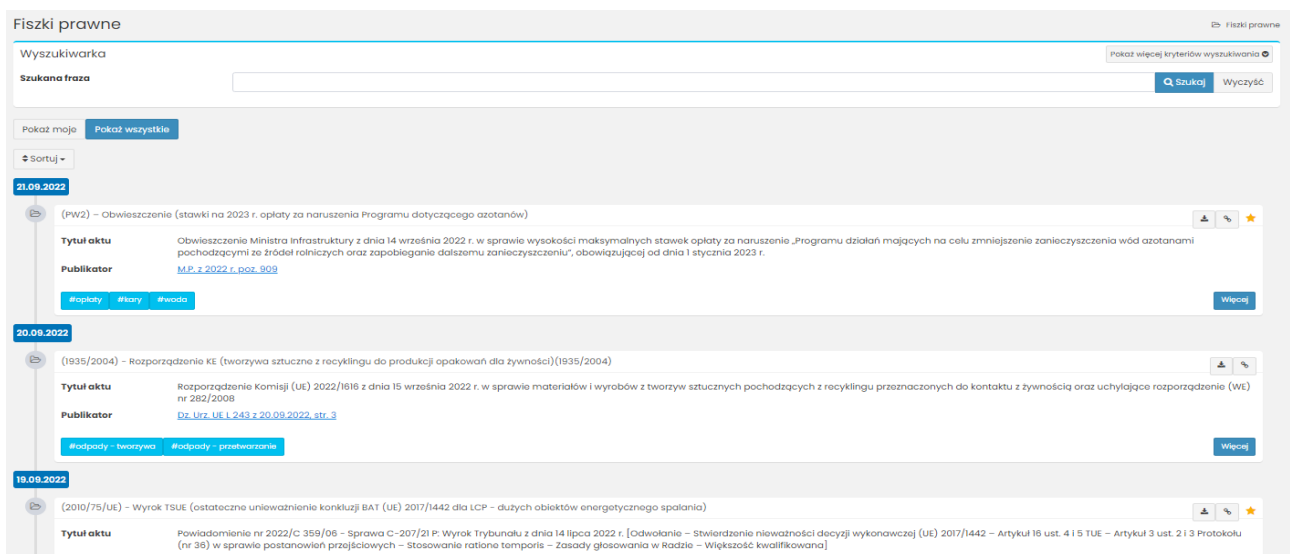 Fiszki prawne
Fiszki prawne
Wyszukiwarka
Pokaż więcej kryteriów wyszukiwania
Szukana fraza
Szukaj
Wyczyść
Pokaż moje
Pokaż wszystkie
Sortuj
21.09.2022
(PW2) – Obwieszczenie (stawki na 2023 r. opłaty za naruszenia Programu dotyczącego azotanów)
Tytuł aktu
Obwieszczenie Ministra Infrastruktury z dnia 14 września 2022 r. w sprawie wysokości maksymalnych stawek opłaty za naruszenie „Programu działań mających na celu zmniejszenie zanieczyszczenia wód azotanami
pochodzącymi ze źródeł rolniczych oraz zapobieganie dalszemu zanieczyszczeniu”, obowiązującej od dnia 1 stycznia 2023 r.
Publikator
M.P. z 2022 r. poz. 909
#opłaty #kary #woda
Więcej
20.09.2022
(1935/2004) - Rozporządzenie KE (tworzywa sztuczne z recyklingu do produkcji opakowań dla żywności)(1935/2004)
Tytuł aktu
Rozporządzenie Komisji (UE) 2022/1616 z dnia 15 września 2022 r. w sprawie materiałów i wyrobów z tworzyw sztucznych pochodzących z recyklingu przeznaczonych do kontaktu z żywnością oraz uchylające rozporządzenie (WE)
nr 282/2008
Publikator
Dz. Urz. UE L 243 z 20.09.2022, str. 3
#odpady - tworzywa #odpady - przetwarzanie
Więcej
19.09.2022
(2010/75/UE) - Wyrok TSUE (ostateczne unieważnienie konkluzji BAT (UE) 2017/1442 dla LCP - dużych obiektów energetycznego spalania)
Tytuł aktu
Powiadomienie nr 2022/C 359/06 - Sprawa C-207/21 P: Wyrok Trybunału z dnia 14 lipca 2022 r. [Odwołanie – Stwierdzenie nieważności decyzji wykonawczej (UE) 2017/1442 – Artykuł 16 ust. 4 i 5 TUE – Artykuł 3 ust. 2 i 3 Protokołu
(nr 36) w sprawie postanowień przejściowych – Stosowanie ratione temporis – Zasady głosowania w Radzie – Większość kwalifikowana]